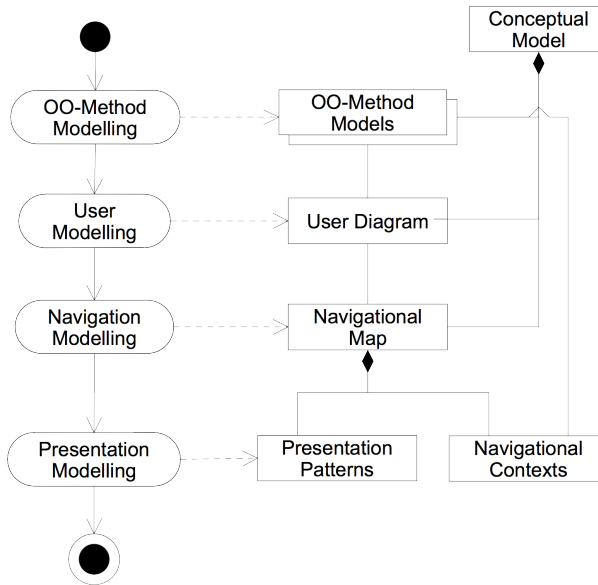 Conceptual
Model
OO-Method
Modelling
OO-Method
Models
User
Modelling
User Diagram
Navigation
Modelling
Navigational
Map
Presentation
Modelling
Presentation
Patterns
Navigational
Contexts